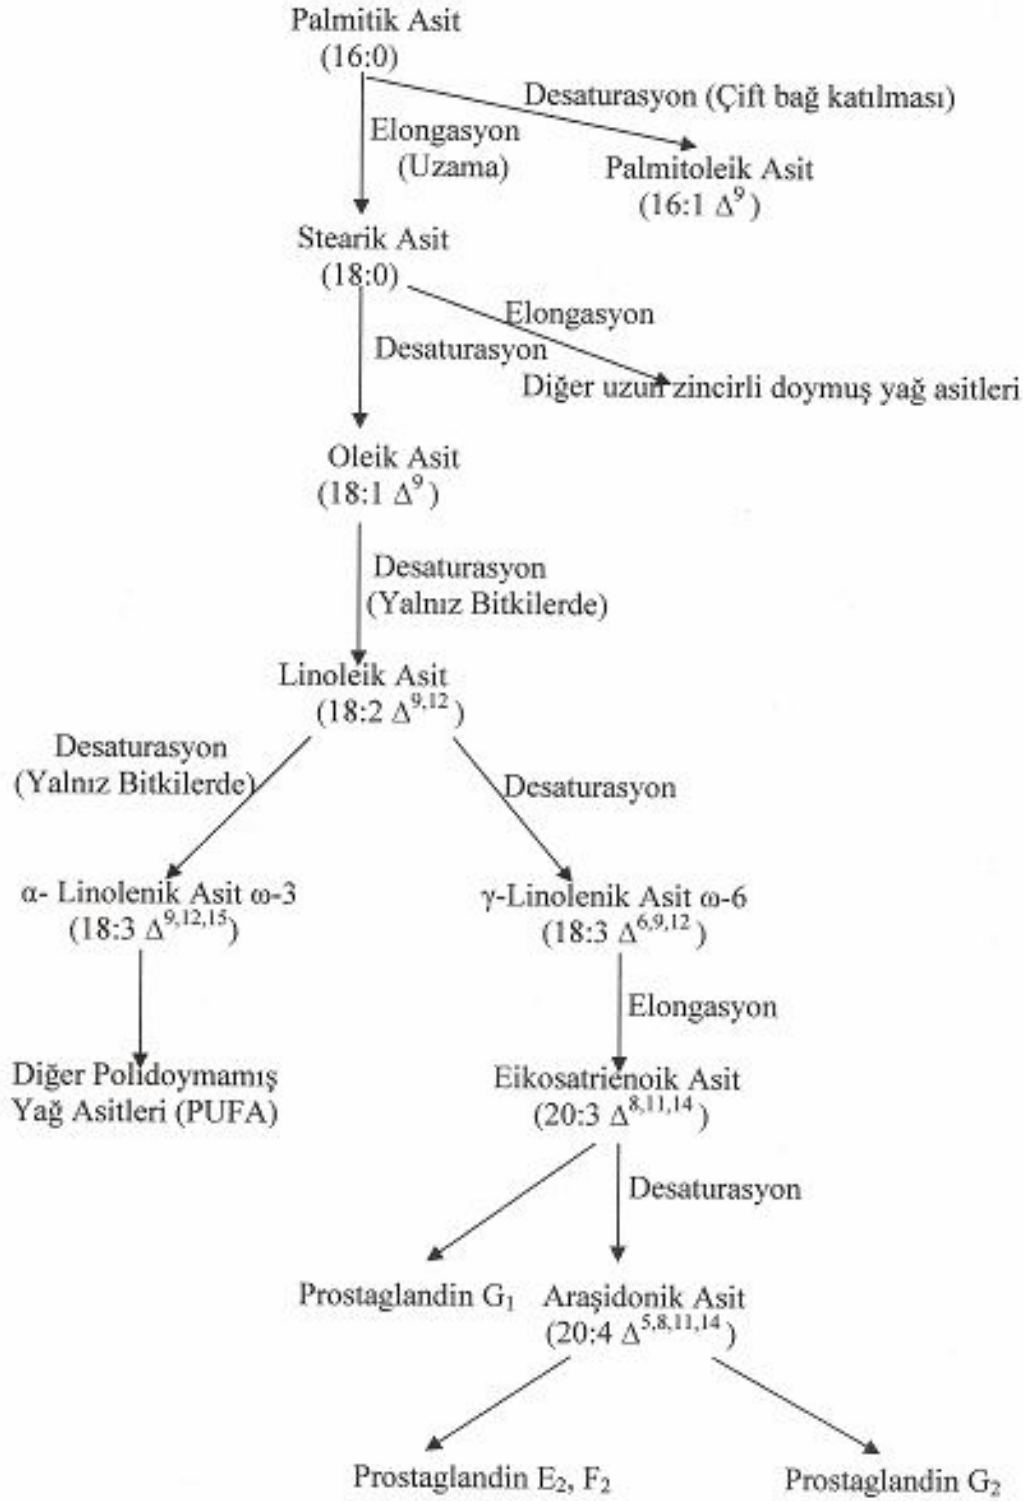 Palmitik Asit
(16:0)
Desaturasyon (Çift bağ katılması)
Elongasyon
(Uzama)
Palmitoleik Asit
(16:1 Δ⁹)
Stearik Asit
(18:0)
Elongasyon
Desaturasyon
Diğer uzun zincirli doymuş yağ asitleri
Oleik Asit
(18:1 Δ⁹)
Desaturasyon
(Yalnız Bitkilerde)
Linoleik Asit
(18:2 Δ⁹,¹²)
Desaturasyon
(Yalnız Bitkilerde)
Desaturasyon
α- Linolenik Asit ω-3
(18:3 Δ⁹,¹²,¹⁵)
γ-Linolenik Asit ω-6
(18:3 Δ⁶,⁹,¹²)
Elongasyon
Diğer Polidoymamış
Yağ Asitleri (PUFA)
Eikosatrienoik Asit
(20:3 Δ⁸,¹¹,¹⁴)
Desaturasyon
Prostaglandin G₁
Araşidonik Asit
(20:4 Δ⁵,⁸,¹¹,¹⁴)
Prostaglandin E₂, F₂
Prostaglandin G₂